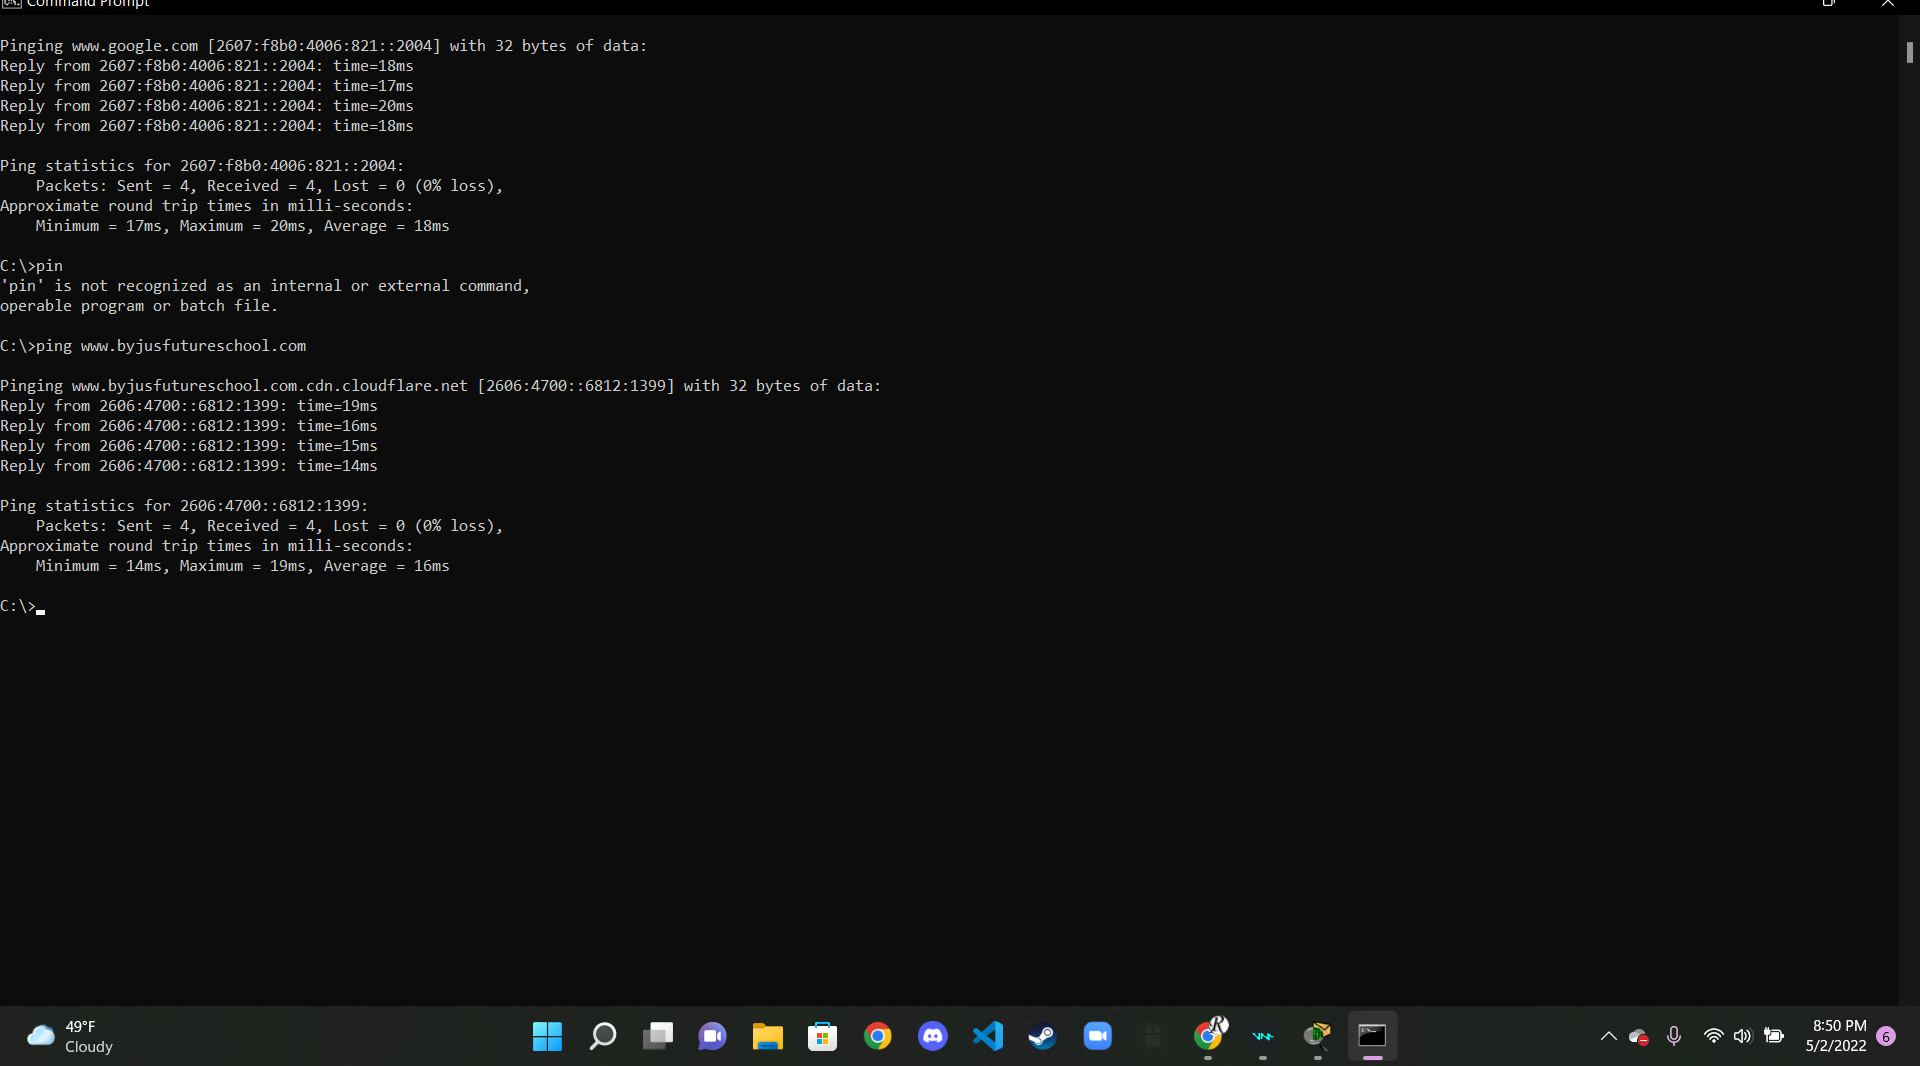 Command Prompt
Pinging www.google.com [2607:f8b0:4006:821::2004] with 32 bytes of data:
Reply from 2607:f8b0:4006:821::2004: time=18ms
Reply from 2607:f8b0:4006:821::2004: time=17ms
Reply from 2607:f8b0:4006:821::2004: time=20ms
Reply from 2607:f8b0:4006:821::2004: time=18ms
Ping statistics for 2607:f8b0:4006:821::2004:
    Packets: Sent = 4, Received = 4, Lost = 0 (0% loss),
Approximate round trip times in milli-seconds:
    Minimum = 17ms, Maximum = 20ms, Average = 18ms
C:\>pin
'pin' is not recognized as an internal or external command,
operable program or batch file.
C:\>ping www.byjusfutureschool.com
Pinging www.byjusfutureschool.com.cdn.cloudflare.net [2606:4700::6812:1399] with 32 bytes of data:
Reply from 2606:4700::6812:1399: time=19ms
Reply from 2606:4700::6812:1399: time=16ms
Reply from 2606:4700::6812:1399: time=15ms
Reply from 2606:4700::6812:1399: time=14ms
Ping statistics for 2606:4700::6812:1399:
    Packets: Sent = 4, Received = 4, Lost = 0 (0% loss),
Approximate round trip times in milli-seconds:
    Minimum = 14ms, Maximum = 19ms, Average = 16ms
C:\>
49°F
Cloudy
8:50 PM
5/2/2022
6